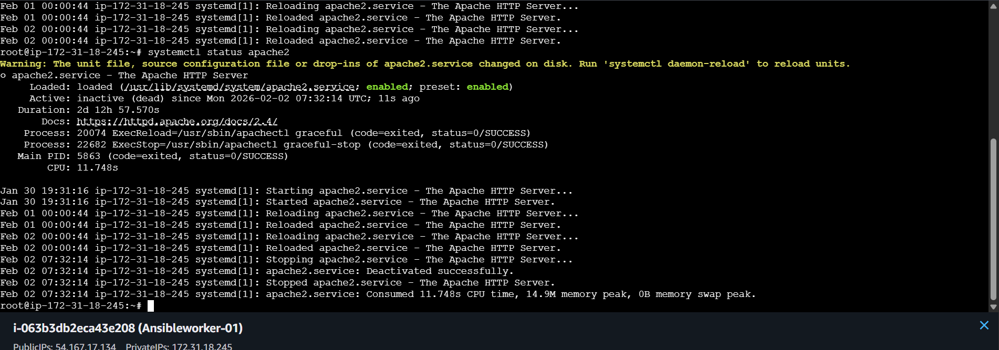 Feb 01 00:00:44 ip-172-31-18-245 systemd[1]: Reloading apache2.service - The Apache HTTP Server...
Feb 01 00:00:44 ip-172-31-18-245 systemd[1]: Reloaded apache2.service - The Apache HTTP Server.
Feb 02 00:00:44 ip-172-31-18-245 systemd[1]: Reloading apache2.service - The Apache HTTP Server...
Feb 02 00:00:44 ip-172-31-18-245 systemd[1]: Reloaded apache2.service - The Apache HTTP Server.
root@ip-172-31-18-245:~# systemctl status apache2
Warning: The unit file, source configuration file or drop-ins of apache2.service changed on disk. Run 'systemctl daemon-reload' to reload units.
○ apache2.service - The Apache HTTP Server
     Loaded: loaded (/usr/lib/systemd/system/apache2.service; enabled; preset: enabled)
     Active: inactive (dead) since Mon 2026-02-02 07:32:14 UTC; 11s ago
   Duration: 2d 12h 57.570s
       Docs: https://httpd.apache.org/docs/2.4/
    Process: 20074 ExecReload=/usr/sbin/apachectl graceful (code=exited, status=0/SUCCESS)
    Process: 22682 ExecStop=/usr/sbin/apachectl graceful-stop (code=exited, status=0/SUCCESS)
   Main PID: 5863 (code=exited, status=0/SUCCESS)
        CPU: 11.748s

Jan 30 19:31:16 ip-172-31-18-245 systemd[1]: Starting apache2.service - The Apache HTTP Server...
Jan 30 19:31:16 ip-172-31-18-245 systemd[1]: Started apache2.service - The Apache HTTP Server.
Feb 01 00:00:44 ip-172-31-18-245 systemd[1]: Reloading apache2.service - The Apache HTTP Server...
Feb 01 00:00:44 ip-172-31-18-245 systemd[1]: Reloaded apache2.service - The Apache HTTP Server.
Feb 02 00:00:44 ip-172-31-18-245 systemd[1]: Reloading apache2.service - The Apache HTTP Server...
Feb 02 00:00:44 ip-172-31-18-245 systemd[1]: Reloaded apache2.service - The Apache HTTP Server.
Feb 02 07:32:14 ip-172-31-18-245 systemd[1]: Stopping apache2.service - The Apache HTTP Server...
Feb 02 07:32:14 ip-172-31-18-245 systemd[1]: apache2.service: Deactivated successfully.
Feb 02 07:32:14 ip-172-31-18-245 systemd[1]: Stopped apache2.service - The Apache HTTP Server.
Feb 02 07:32:14 ip-172-31-18-245 systemd[1]: apache2.service: Consumed 11.748s CPU time, 14.9M memory peak, 0B memory swap peak.
root@ip-172-31-18-245:~#
i-063b3db2eca43e208 (Ansibleworker-01)
PublicIPs: 54.167.17.134 PrivateIPs: 172.31.18.245